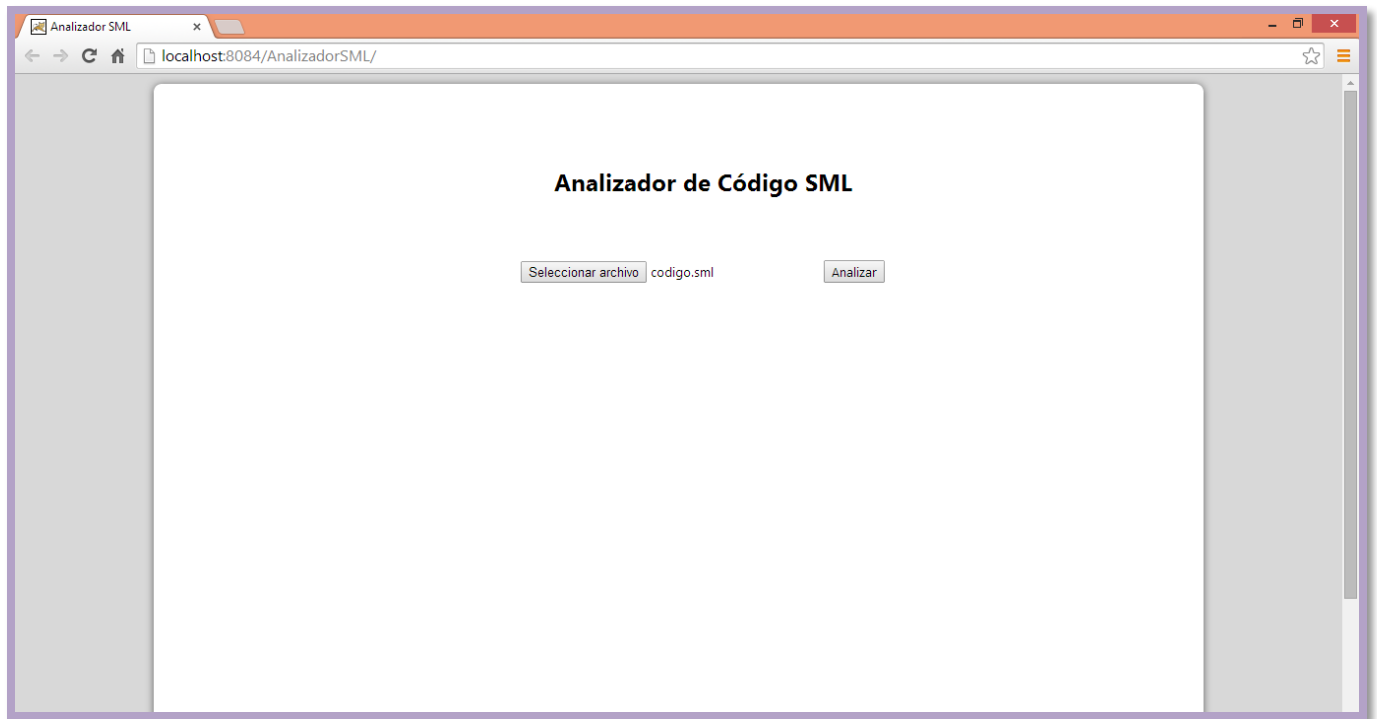 Analizador SML
localhost:8084/AnalizadorSML/
Analizador de Código SML
Seleccionar archivo codigo.sml Analizar